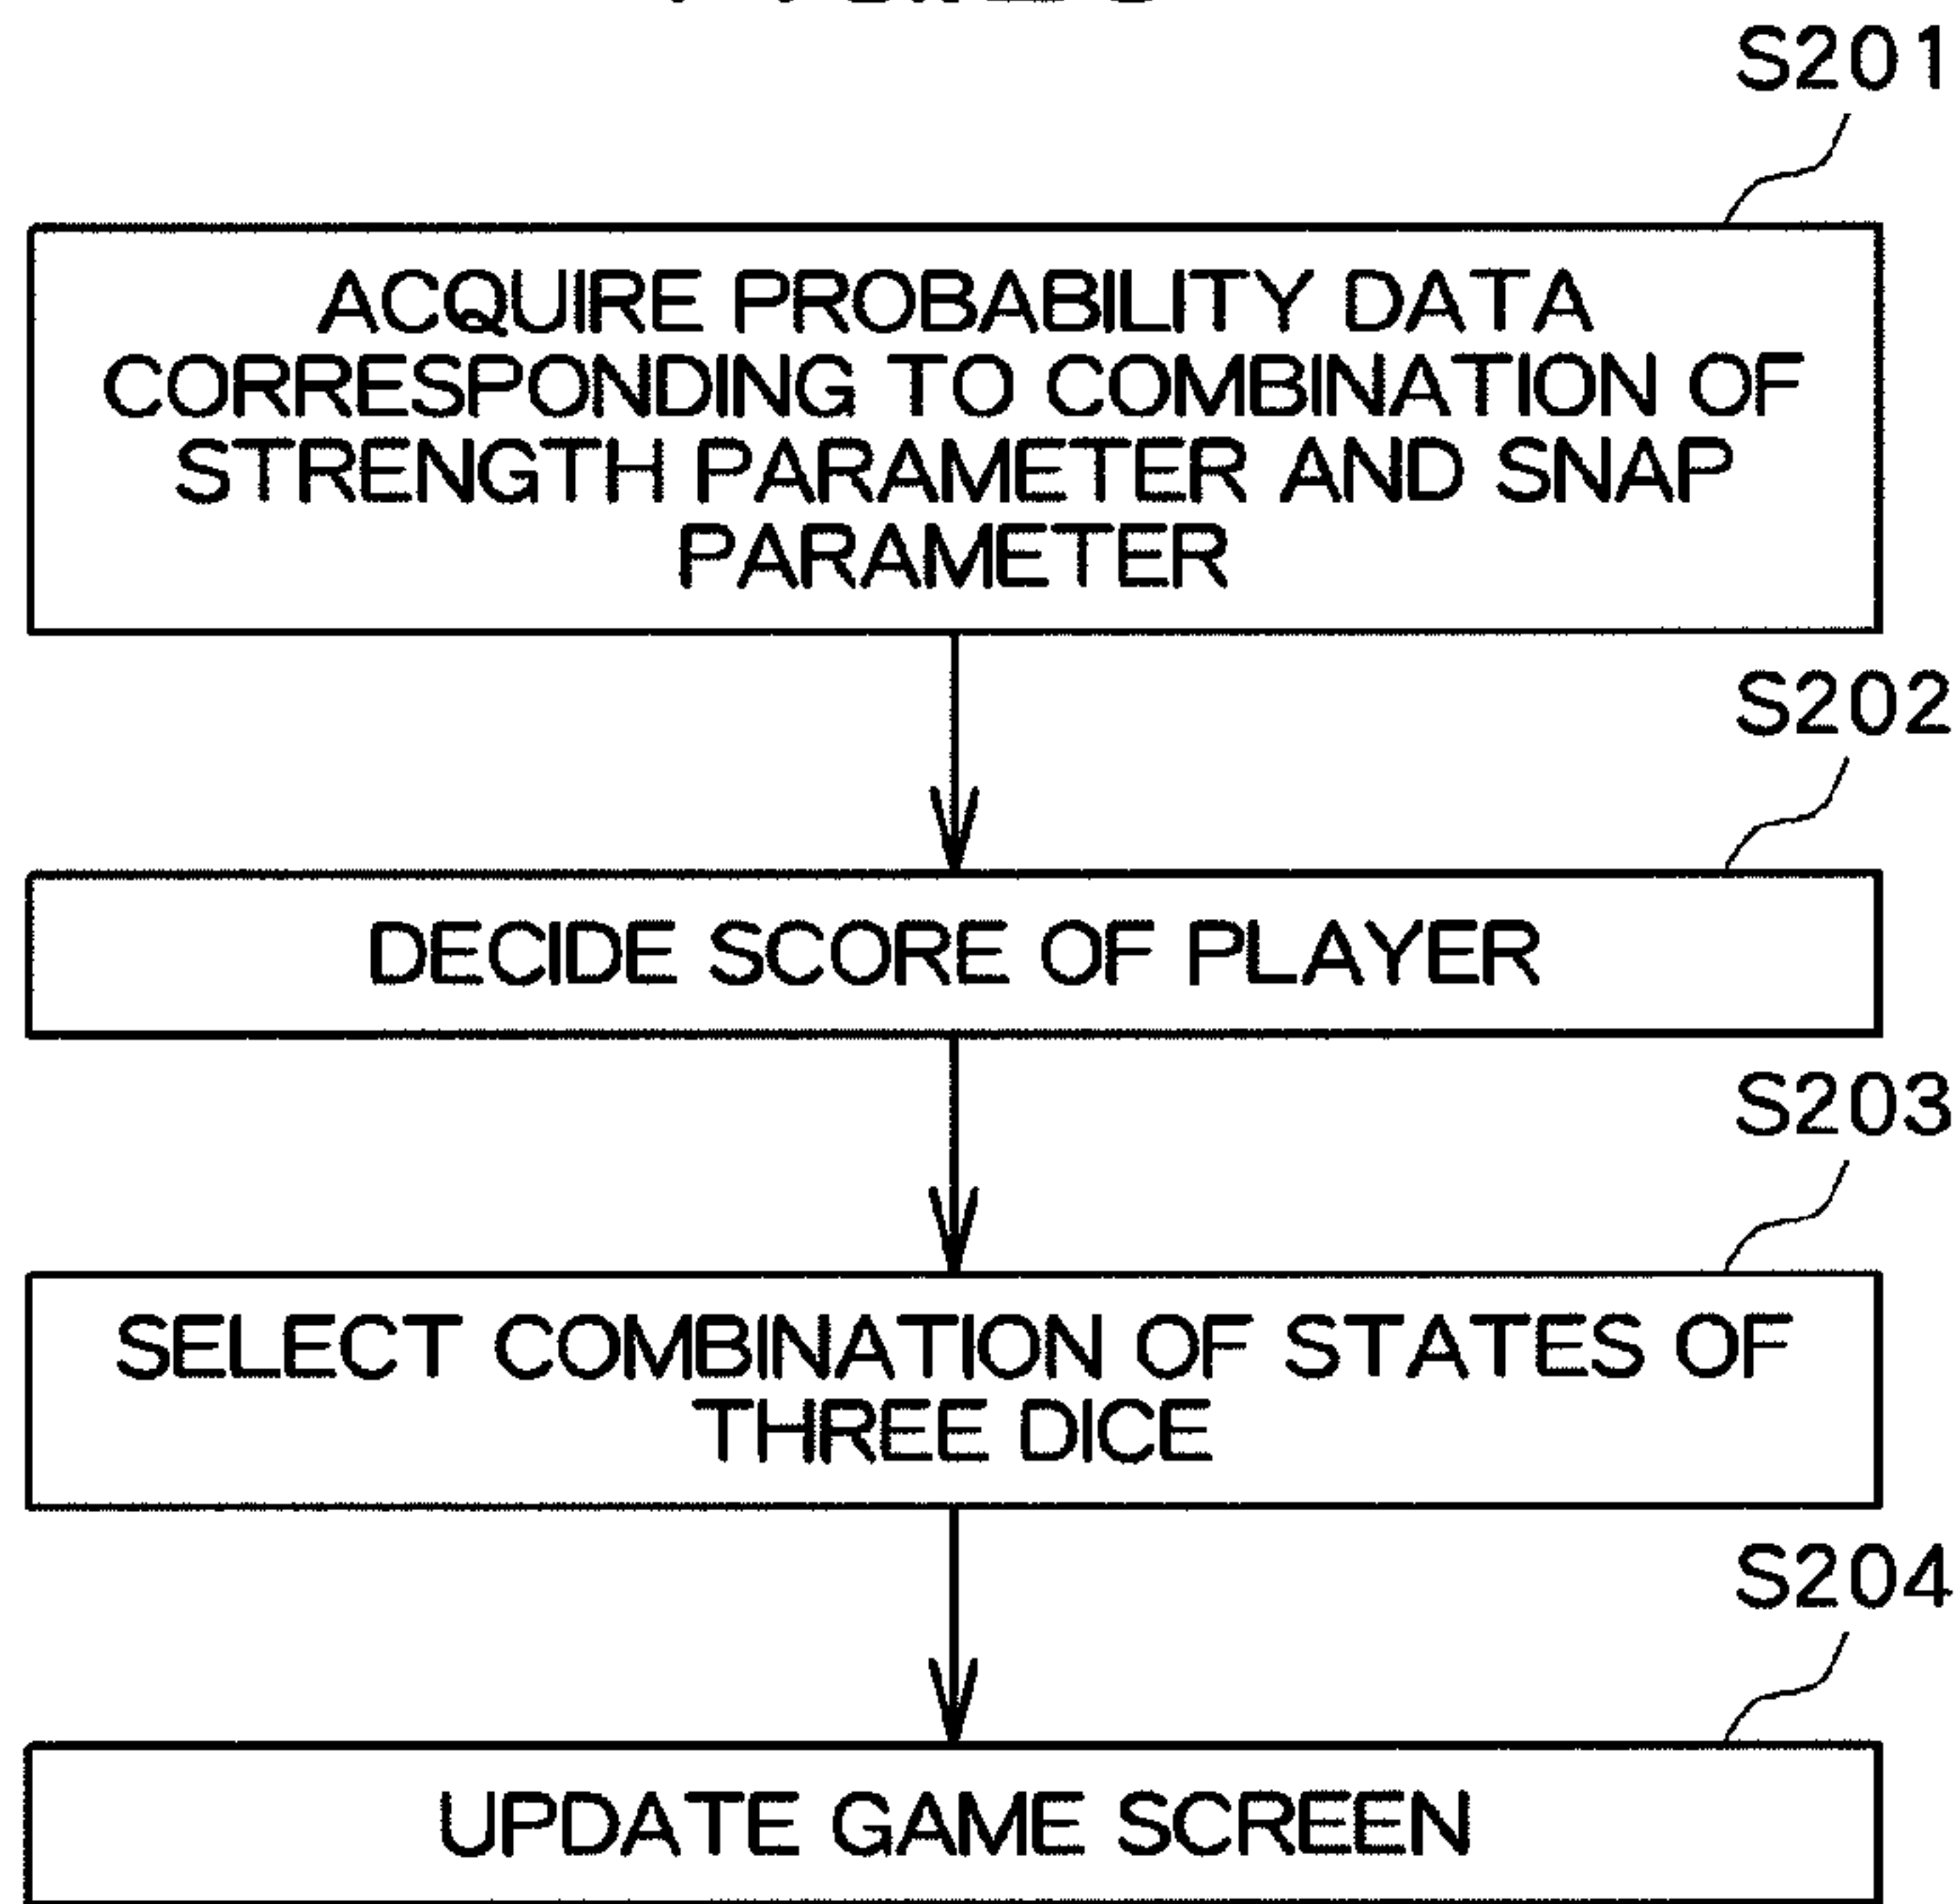 S201
ACQUIRE PROBABILITY DATA
CORRESPONDING TO COMBINATION OF
STRENGTH PARAMETER AND SNAP
PARAMETER
S202
DECIDE SCORE OF PLAYER
S203
SELECT COMBINATION OF STATES OF
THREE DICE
S204
UPDATE GAME SCREEN